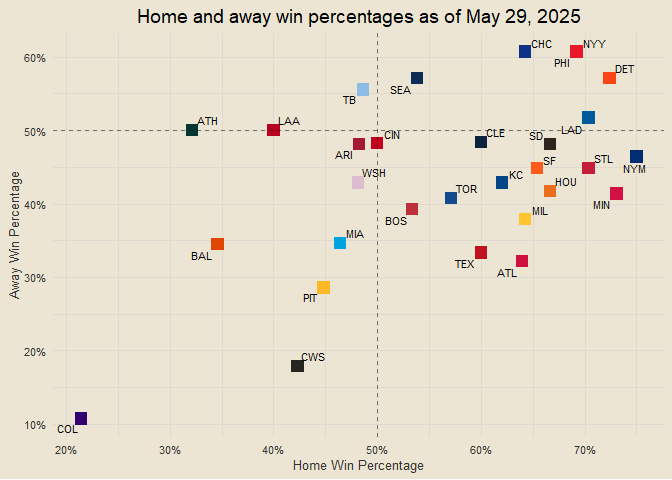 Home and away win percentages as of May 29, 2025
60%
50%
40%
30%
20%
10%
Away Win Percentage
CHC
NYY
PHI
DET
SEA
TB
ATH
LAA
LAD
CIN
CLE
SD
ARI
NYM
STL
SF
WSH
KC
HOU
MIN
TOR
BOS
MIL
MIA
BAL
TEX
ATL
PIT
CWS
COL
20%
30%
40%
50%
60%
70%
Home Win Percentage